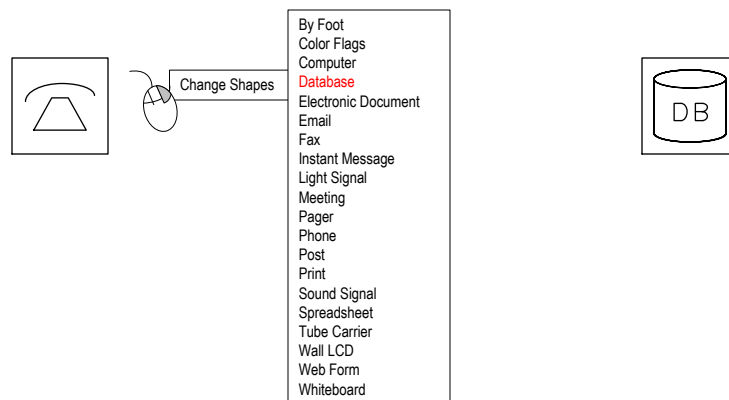 Change Shapes
By Foot
Color Flags
Computer
Database
Electronic Document
Email
Fax
Instant Message
Light Signal
Meeting
Pager
Phone
Post
Print
Sound Signal
Spreadsheet
Tube Carrier
Wall LCD
Web Form
Whiteboard
DB